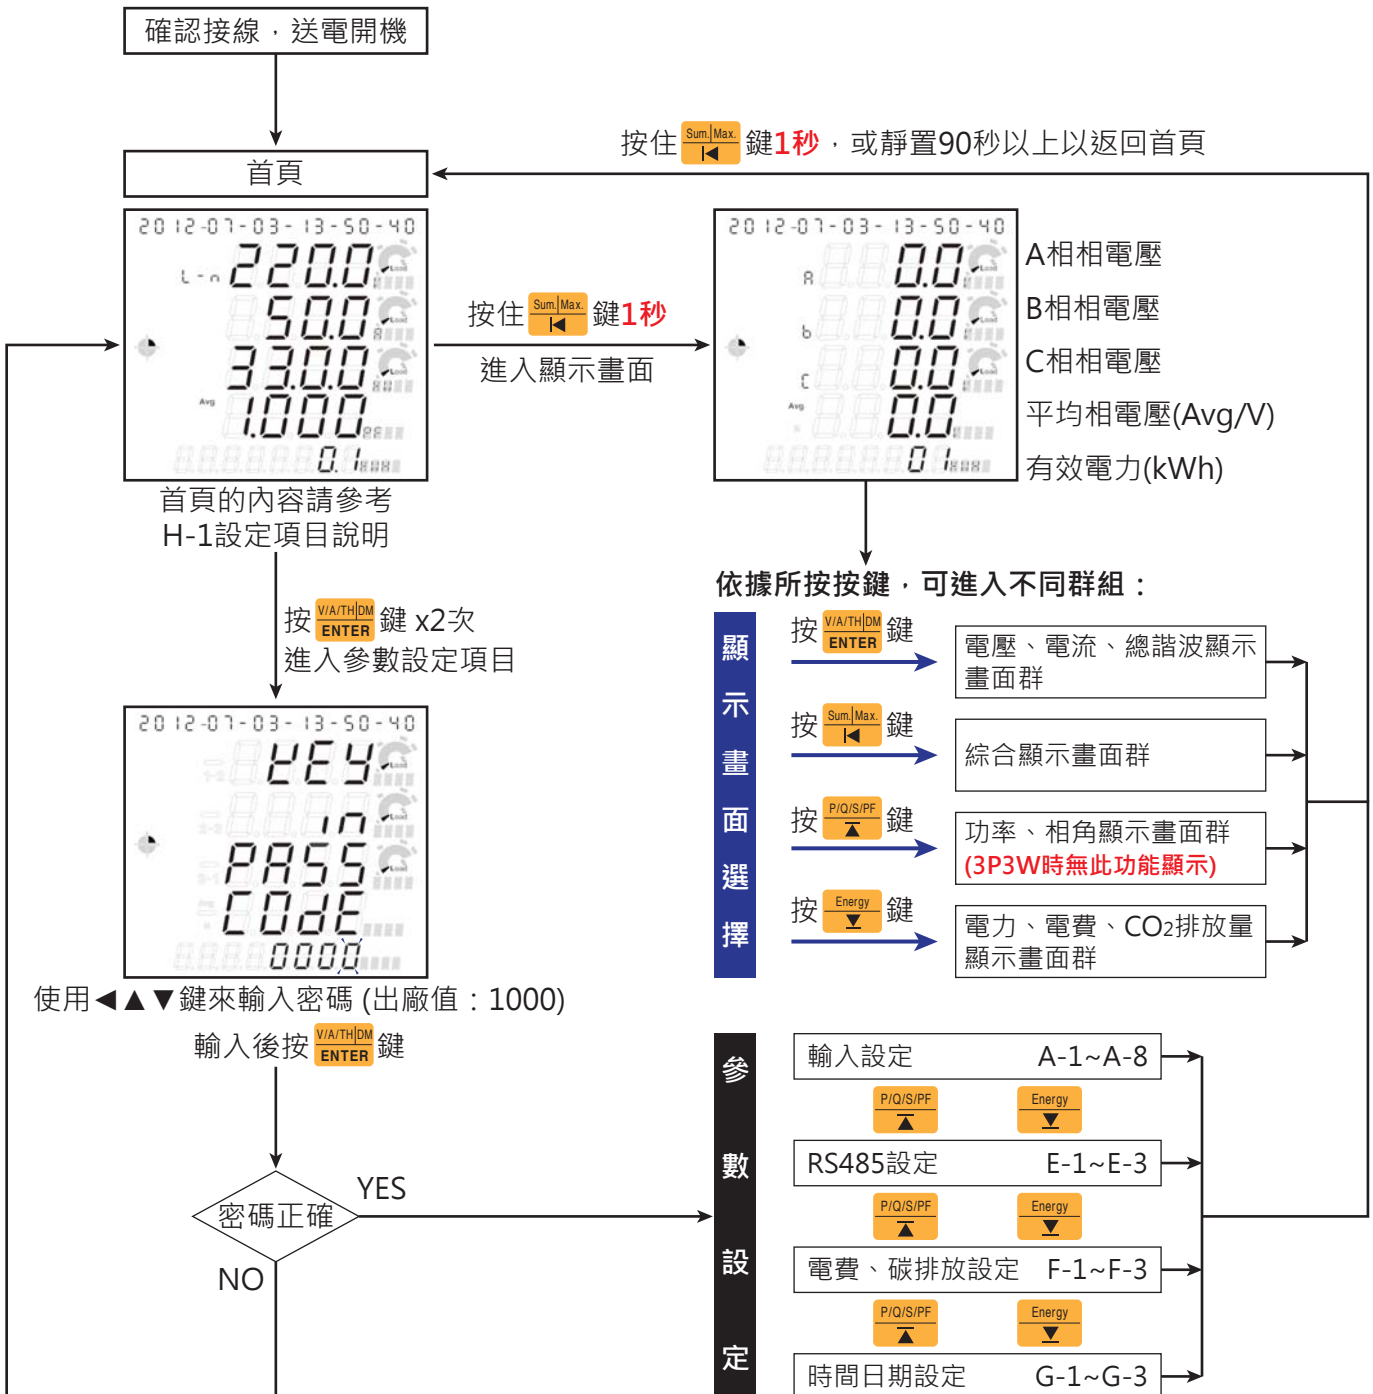 確認接線，送電開機
按住 Sum. Max. 鍵1秒，或靜置90秒以上以返回首頁
首頁
2012-07-03-13-50-40
L-n 220.0
Load
50.0 A
Load
330.0
Load
Avg
1.000 PF
0.1
首頁的內容請參考
H-1設定項目說明
按住 Sum. Max. 鍵1秒
進入顯示畫面
2012-07-03-13-50-40
A 0.0
Load
b 0.0
Load
C 0.0
Load
Avg
0.0
0.1
A相相電壓
B相相電壓
C相相電壓
平均相電壓(Avg/V)
有效電力(kWh)
按 V/A/TH DM ENTER 鍵 x2次
進入參數設定項目
2012-07-03-13-50-40
KEY
Load
in
Load
PASS
Load
COdE
0000
使用◀▲▼鍵來輸入密碼 (出廠值：1000)
輸入後按 V/A/TH DM ENTER 鍵
密碼正確
YES
NO
依據所按按鍵，可進入不同群組：
顯示畫面選擇
按 V/A/TH DM ENTER 鍵
電壓、電流、總諧波顯示
畫面群
按 Sum. Max. 鍵
綜合顯示畫面群
按 P/Q/S/PF 鍵
功率、相角顯示畫面群
(3P3W時無此功能顯示)
按 Energy 鍵
電力、電費、CO2排放量
顯示畫面群
參數設定
輸入設定 A-1~A-8
P/Q/S/PF Energy
RS485設定 E-1~E-3
P/Q/S/PF Energy
電費、碳排放設定 F-1~F-3
P/Q/S/PF Energy
時間日期設定 G-1~G-3